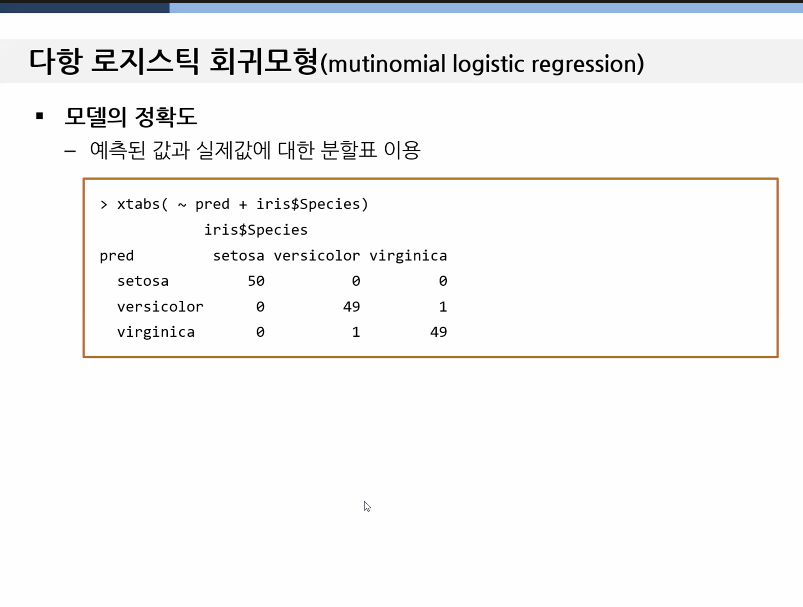 다항 로지스틱 회귀모형(mutinomial logistic regression)
▪ 모델의 정확도
– 예측된 값과 실제값에 대한 분할표 이용
> xtabs( ~ pred + iris$Species)
            iris$Species
pred         setosa versicolor virginica
  setosa         50          0         0
  versicolor      0         49         1
  virginica       0          1        49